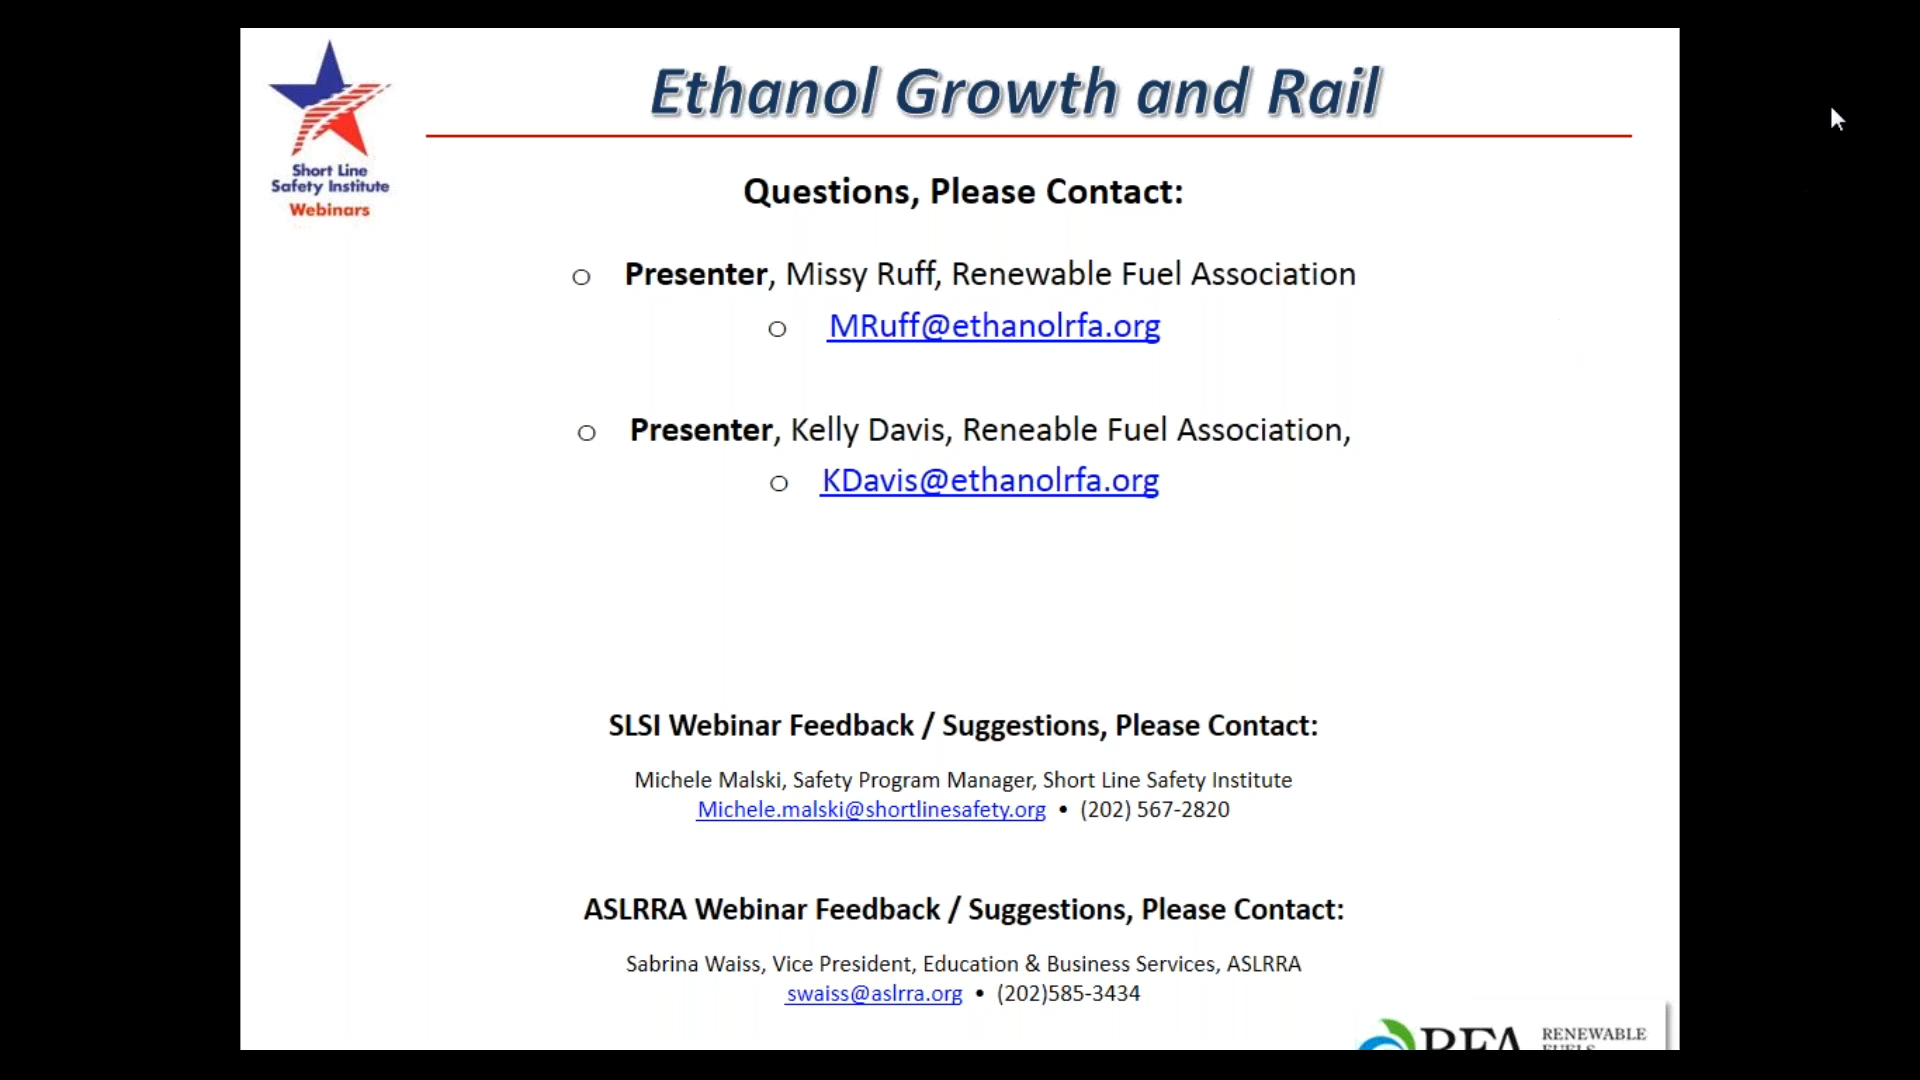 Short Line
Safety Institute
Webinars
Ethanol Growth and Rail
Questions, Please Contact:
o Presenter, Missy Ruff, Renewable Fuel Association
o MRuff@ethanolrfa.org
o Presenter, Kelly Davis, Reneable Fuel Association,
o KDavis@ethanolrfa.org
SLSI Webinar Feedback / Suggestions, Please Contact:
Michele Malski, Safety Program Manager, Short Line Safety Institute
Michele.malski@shortlinesafety.org • (202) 567-2820
ASLRRA Webinar Feedback / Suggestions, Please Contact:
Sabrina Waiss, Vice President, Education & Business Services, ASLRRA
swaiss@aslrra.org • (202)585-3434
RFA RENEWABLE
FUELS